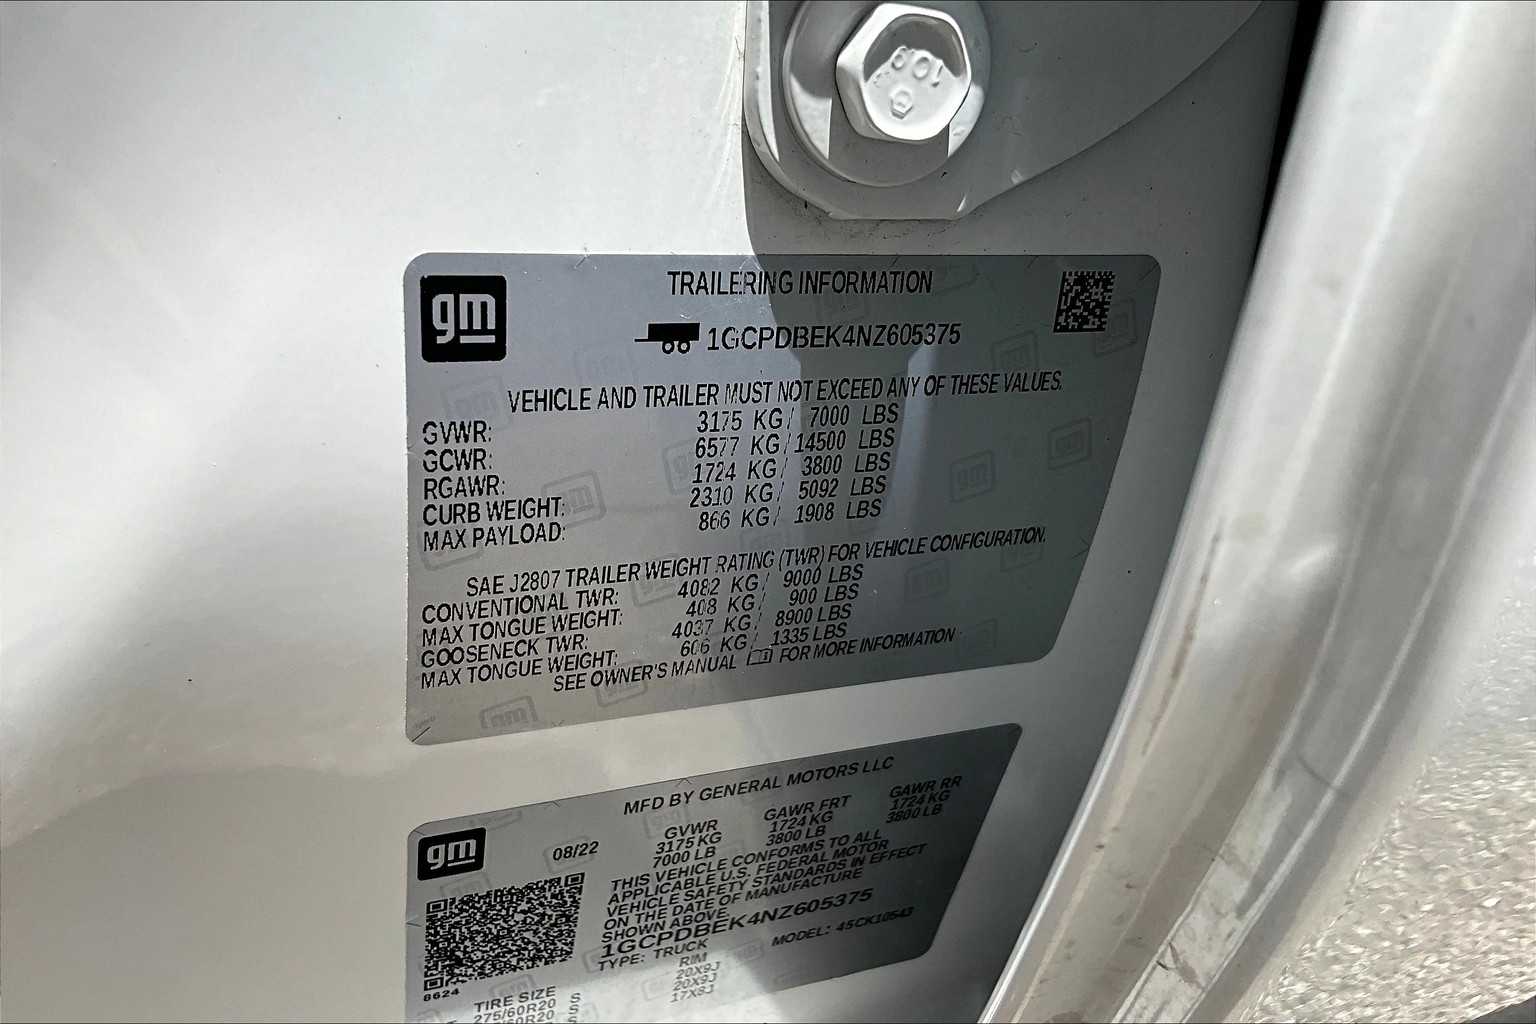 108
gm
TRAILERING INFORMATION
1GCPDBEK4NZ605375
VEHICLE AND TRAILER MUST NOT EXCEED ANY OF THESE VALUES.
GVWR: 3175 KG/ 7000 LBS
GCWR: 6577 KG/14500 LBS
RGAWR: 1724 KG/ 3800 LBS
CURB WEIGHT: 2310 KG/ 5092 LBS
MAX PAYLOAD: 866 KG/ 1908 LBS
SAE J2807 TRAILER WEIGHT RATING (TWR) FOR VEHICLE CONFIGURATION.
CONVENTIONAL TWR: 4082 KG/ 9000 LBS
MAX TONGUE WEIGHT: 408 KG/ 900 LBS
GOOSENECK TWR: 4037 KG/ 8900 LBS
MAX TONGUE WEIGHT: 606 KG/ 1335 LBS
SEE OWNER'S MANUAL FOR MORE INFORMATION
MFD BY GENERAL MOTORS LLC
gm
08/22
GVWR GAWR FRT GAWR RR
3175 KG 1724 KG 1724 KG
7000 LB 3800 LB 3800 LB
THIS VEHICLE CONFORMS TO ALL
APPLICABLE U.S. FEDERAL MOTOR
VEHICLE SAFETY STANDARDS IN EFFECT
ON THE DATE OF MANUFACTURE
SHOWN ABOVE.
1GCPDBEK4NZ605375
TYPE: TRUCK MODEL: 45CK10543
8624
TIRE SIZE RIM
275/60R20 S 20X9J
/60R20 S 20X9J
S 17X8J